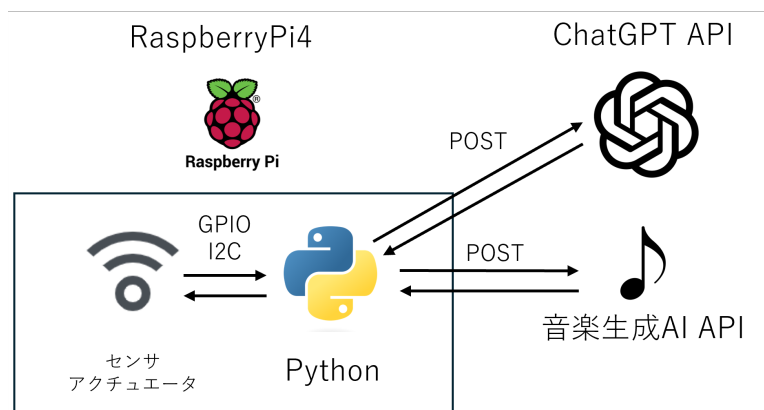 RaspberryPi4
ChatGPT API
®
Raspberry Pi
POST
GPIO
I2C
POST
音楽生成AI API
センサ
アクチュエータ
Python